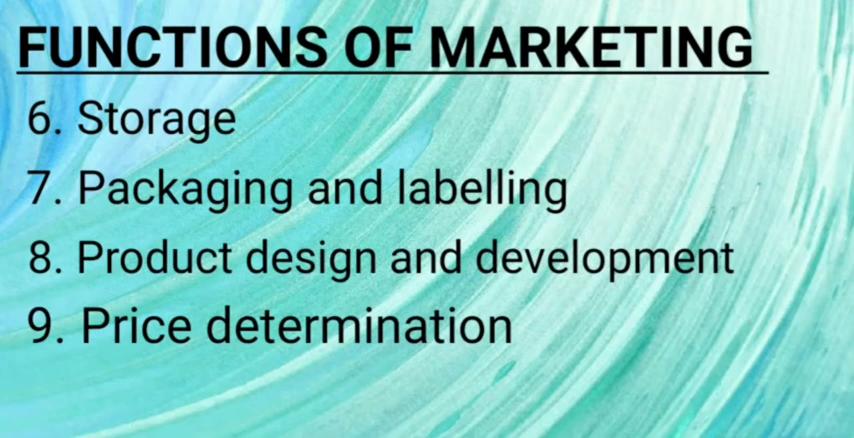 FUNCTIONS OF MARKETING
6. Storage
7. Packaging and labelling
8. Product design and development
9. Price determination